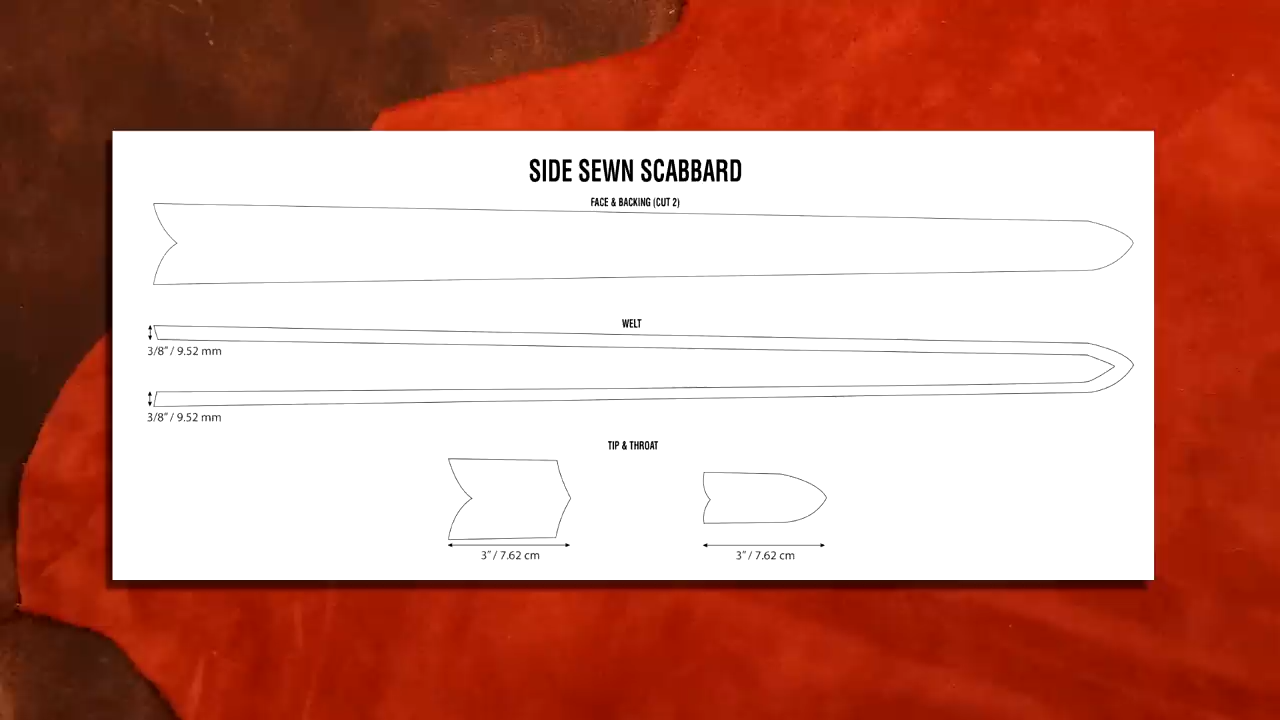 SIDE SEWN SCABBARD
FACE & BACKING (CUT 2)
WELT
3/8” / 9.52 mm
3/8” / 9.52 mm
TIP & THROAT
3” / 7.62 cm
3” / 7.62 cm